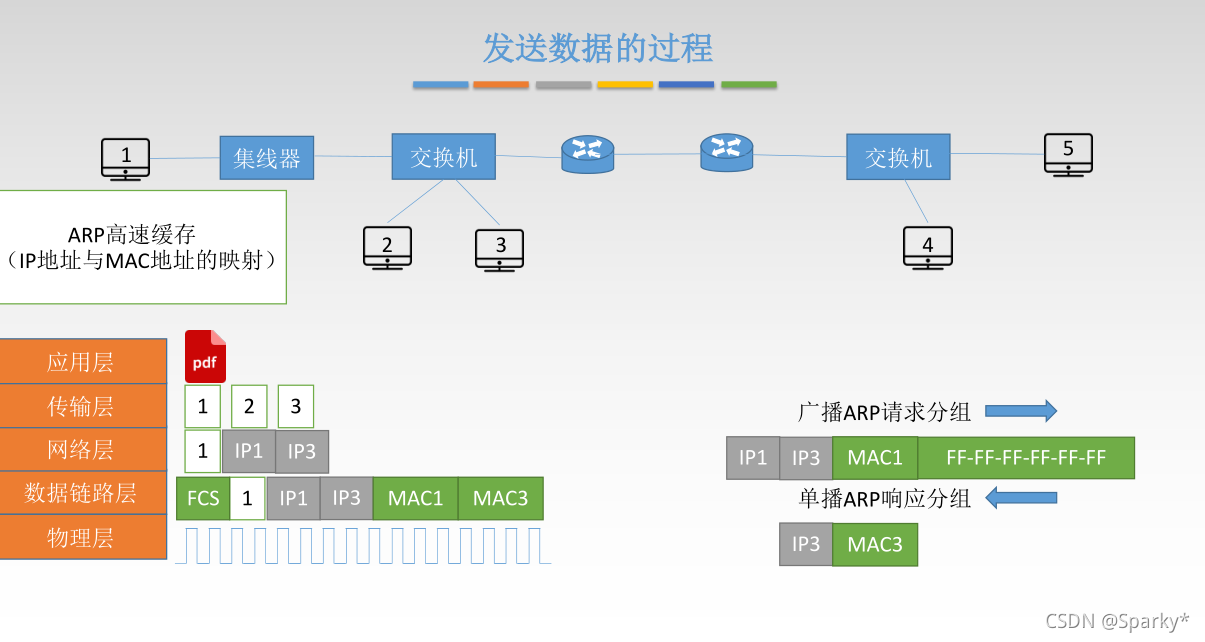 发送数据的过程
1
集线器
交换机
交换机
5
2
3
4
ARP高速缓存
（IP地址与MAC地址的映射）
应用层
pdf
传输层
1 2 3
网络层
1 IP1 IP3
数据链路层
FCS 1 IP1 IP3 MAC1 MAC3
物理层
广播ARP请求分组
IP1 IP3 MAC1 FF-FF-FF-FF-FF-FF
单播ARP响应分组
IP3 MAC3
CSDN @Sparky*